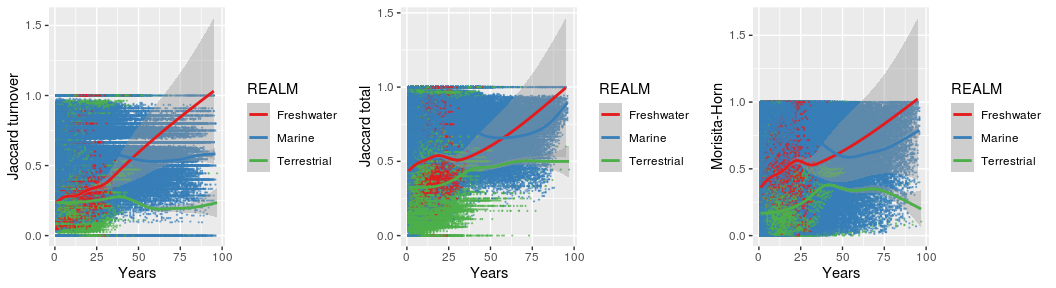 Jaccard turnover
1.5
1.0
0.5
0.0
0
25
50
75
100
Years
REALM
Freshwater
Marine
Terrestrial
Jaccard total
1.5
1.0
0.5
0.0
0
25
50
75
100
Years
REALM
Freshwater
Marine
Terrestrial
Morisita-Horn
1.5
1.0
0.5
0.0
0
25
50
75
100
Years
REALM
Freshwater
Marine
Terrestrial